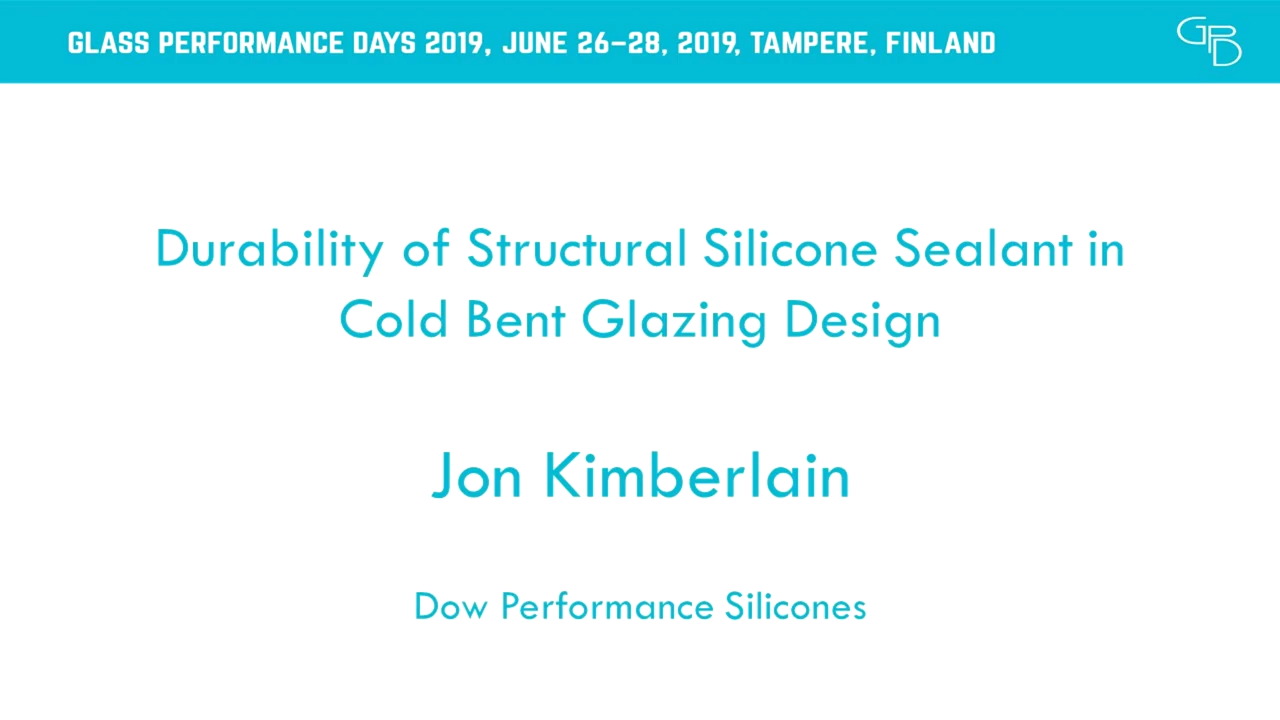 GLASS PERFORMANCE DAYS 2019, JUNE 26–28, 2019, TAMPERE, FINLAND
GPD
Durability of Structural Silicone Sealant in
Cold Bent Glazing Design
Jon Kimberlain
Dow Performance Silicones